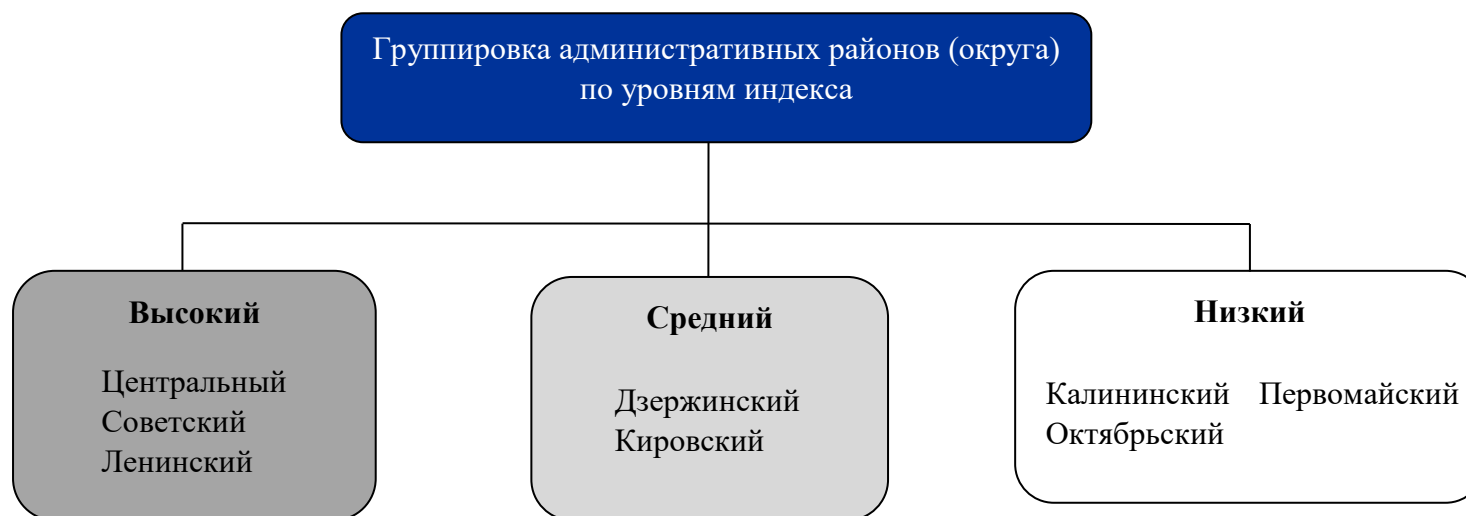 Группировка административных районов (округа)
по уровням индекса
Высокий
Центральный
Советский
Ленинский
Средний
Дзержинский
Кировский
Низкий
Калининский Первомайский
Октябрьский